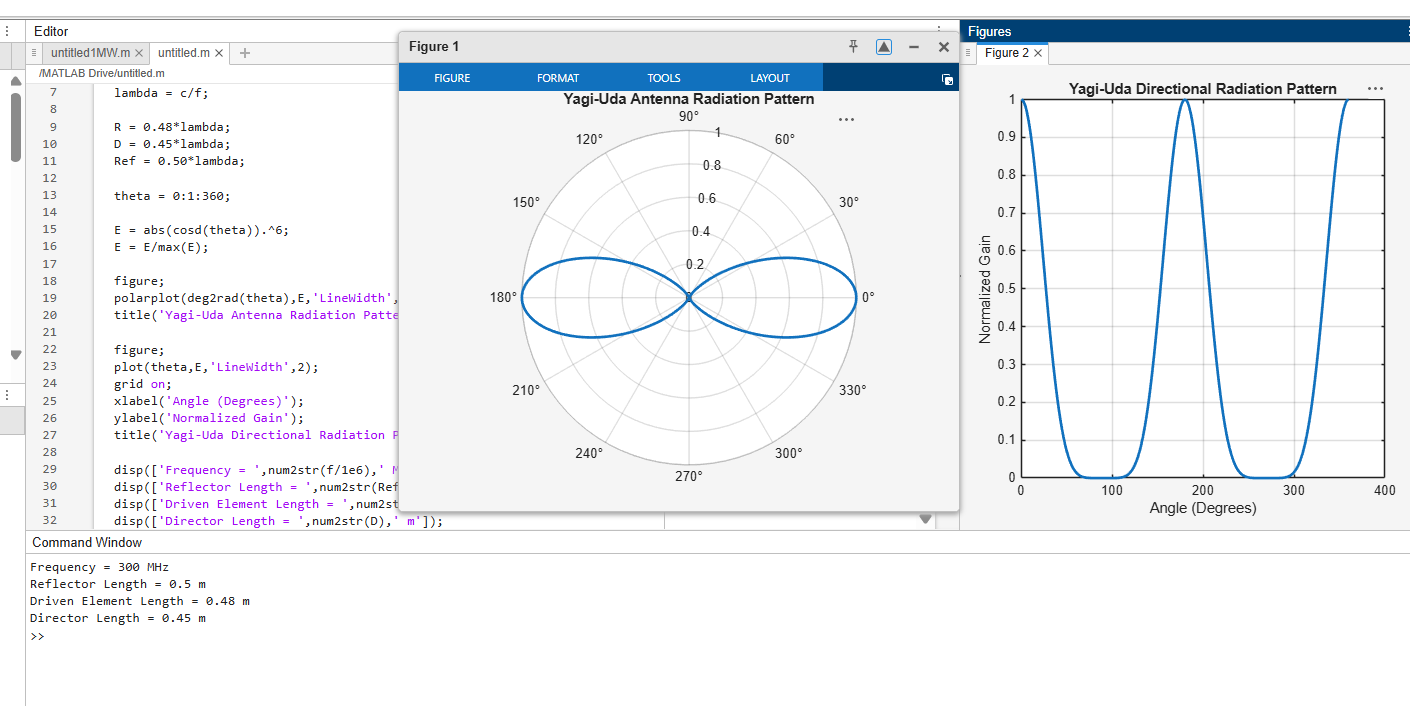 Editor
untitled1MW.m
untitled.m
/MATLAB Drive/untitled.m
7 lambda = c/f;
8
9 R = 0.48*lambda;
10 D = 0.45*lambda;
11 Ref = 0.50*lambda;
12
13 theta = 0:1:360;
14
15 E = abs(cosd(theta)).^6;
16 E = E/max(E);
17
18 figure;
19 polarplot(deg2rad(theta),E,'LineWidth',
20 title('Yagi-Uda Antenna Radiation Patte
21
22 figure;
23 plot(theta,E,'LineWidth',2);
24 grid on;
25 xlabel('Angle (Degrees)');
26 ylabel('Normalized Gain');
27 title('Yagi-Uda Directional Radiation P
28
29 disp(['Frequency = ',num2str(f/1e6),' M
30 disp(['Reflector Length = ',num2str(Ref
31 disp(['Driven Element Length = ',num2st
32 disp(['Director Length = ',num2str(D),' m']);
Figure 1
FIGURE FORMAT TOOLS LAYOUT
Yagi-Uda Antenna Radiation Pattern
90°
120° 60°
150° 30°
180° 0°
210° 330°
240° 300°
270°
1
0.8
0.6
0.4
0.2
0
Figures
Figure 2
Yagi-Uda Directional Radiation Pattern
1
0.9
0.8
0.7
0.6
0.5
0.4
0.3
0.2
0.1
0
Normalized Gain
0 100 200 300 400
Angle (Degrees)
Command Window
Frequency = 300 MHz
Reflector Length = 0.5 m
Driven Element Length = 0.48 m
Director Length = 0.45 m
>>